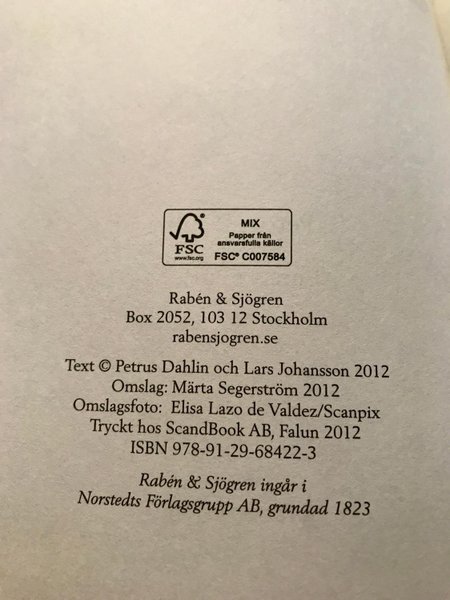 FSC
www.fsc.org
MIX
Papper från
ansvarsfulla källor
FSC® C007584
Rabén & Sjögren
Box 2052, 103 12 Stockholm
rabensjogren.se
Text © Petrus Dahlin och Lars Johansson 2012
Omslag: Märta Segerström 2012
Omslagsfoto: Elisa Lazo de Valdez/Scanpix
Tryckt hos ScandBook AB, Falun 2012
ISBN 978-91-29-68422-3
Rabén & Sjögren ingår i
Norstedts Förlagsgrupp AB, grundad 1823